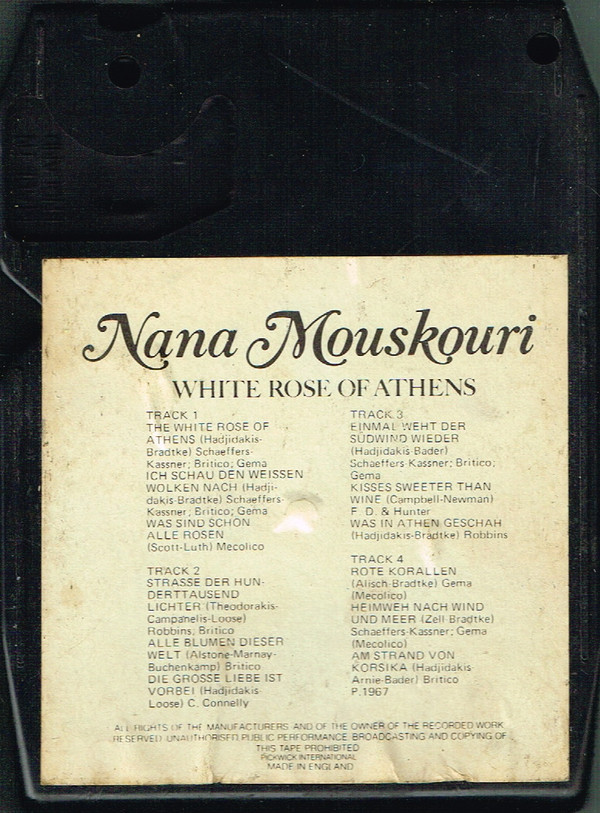 Nana Mouskouri
WHITE ROSE OF ATHENS
TRACK 1
THE WHITE ROSE OF
ATHENS (Hadjidakis-
Bradtke) Schaeffers-
Kassner; Britico; Gema
ICH SCHAU DEN WEISSEN
WOLKEN NACH (Hadji-
dakis-Bradtke) Schaeffers-
Kassner; Britico; Gema
WAS SIND SCHON
ALLE ROSEN
(Scott-Luth) Mecolico
TRACK 2
STRASSE DER HUN-
DERTTAUSEND
LICHTER (Theodorakis-
Campanelis-Loose)
Robbins, Britico
ALLE BLUMEN DIESER
WELT (Alstone-Marnay-
Buchenkamp) Britico
DIE GROSSE LIEBE IST
VORBEI (Hadjidakis-
Loose) C. Connelly
TRACK 3
EINMAL WEHT DER
SUDWIND WIEDER
(Hadjidakis-Bader)
Schaeffers-Kassner; Britico;
Gema
KISSES SWEETER THAN
WINE (Campbell-Newman)
F. D. & Hunter
WAS IN ATHEN GESCHAH
(Hadjidakis-Bradtke) Robbins
TRACK 4
ROTE KORALLEN
(Alisch-Bradtke) Gema
(Mecolico)
HEIMWEH NACH WIND
UND MEER (Zell-Bradtke)
Schaeffers-Kassner; Gema
(Mecolico)
AM STRAND VON
KORSIKA (Hadjidakis-
Arnie-Bader) Britico
P.1967
ALL RIGHTS OF THE MANUFACTURERS AND OF THE OWNER OF THE RECORDED WORK
RESERVED UNAUTHORISED PUBLIC PERFORMANCE BROADCASTING AND COPYING OF
THIS TAPE PROHIBITED
PICKWICK INTERNATIONAL
MADE IN ENGLAND